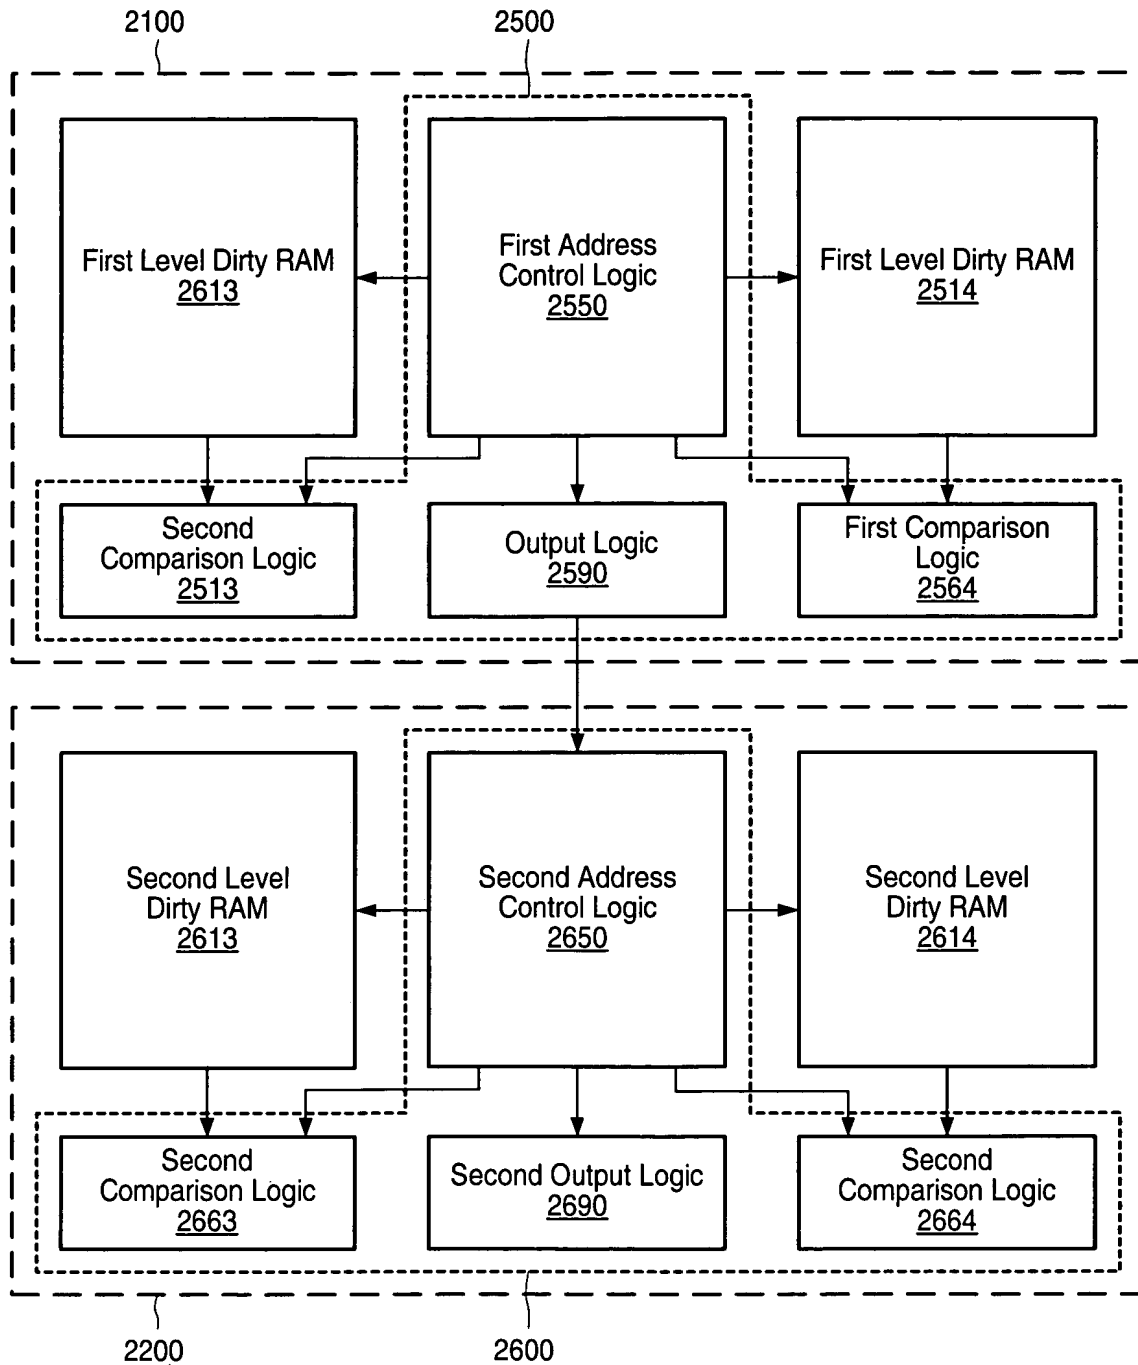 2100
2500
First Level Dirty RAM
2613
First Address
Control Logic
2550
First Level Dirty RAM
2514
Second
Comparison Logic
2513
Output Logic
2590
First Comparison
Logic
2564
Second Level
Dirty RAM
2613
Second Address
Control Logic
2650
Second Level
Dirty RAM
2614
Second
Comparison Logic
2663
Second Output Logic
2690
Second
Comparison Logic
2664
2200
2600